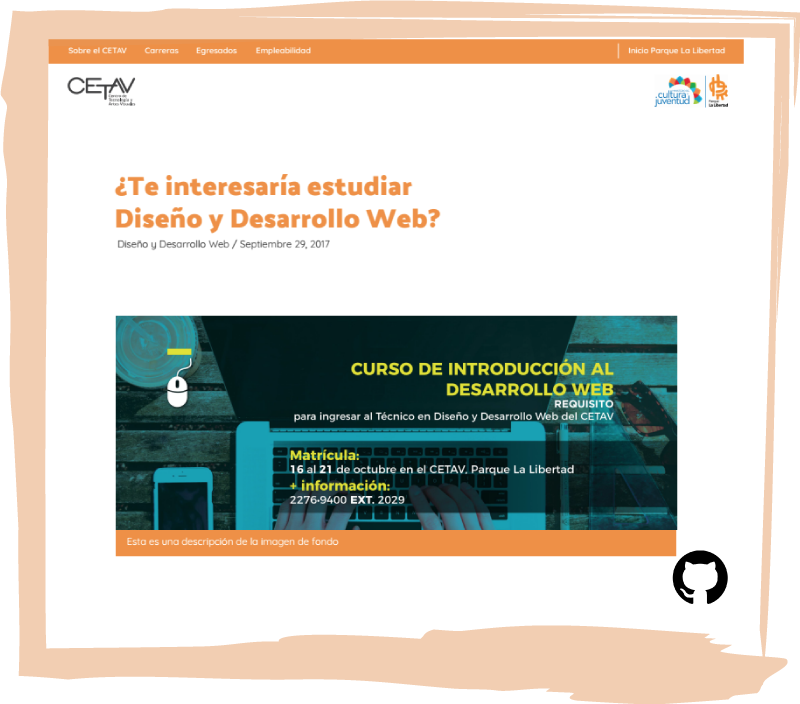 Sobre el CETAV Carreras Egresados Empleabilidad Inicia Parque La Libertad
CETAV
Centro de
Tecnología y
Artes Visuales
cultura
juventud
Parque
La Libertad
¿Te interesaría estudiar
Diseño y Desarrollo Web?
Diseño y Desarrollo Web / Septiembre 29, 2017
CURSO DE INTRODUCCIÓN AL
DESARROLLO WEB
REQUISITO
para ingresar al Técnico en Diseño y Desarrollo Web del CETAV
Matrícula:
16 al 21 de octubre en el CETAV, Parque La Libertad
+ información:
2276-9400 EXT. 2029
Esta es una descripción de la imagen de fondo